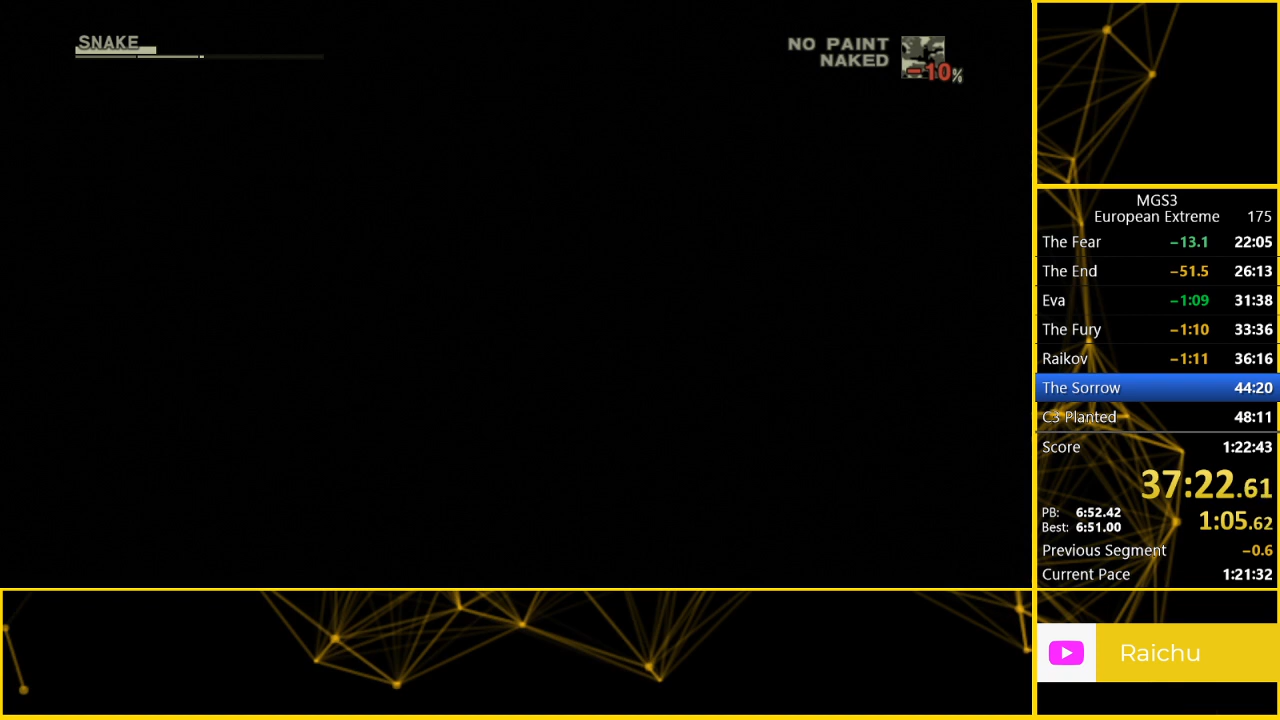 SNAKE
NO PAINT
NAKED
-10%
MGS3
European Extreme 175
The Fear -13.1 22:05
The End -51.5 26:13
Eva -1:09 31:38
The Fury -1:10 33:36
Raikov -1:11 36:16
The Sorrow 44:20
C3 Planted 48:11
Score 1:22:43
37:22.61
PB: 6:52.42
Best: 6:51.00
1:05.62
Previous Segment -0.6
Current Pace 1:21:32
Raichu